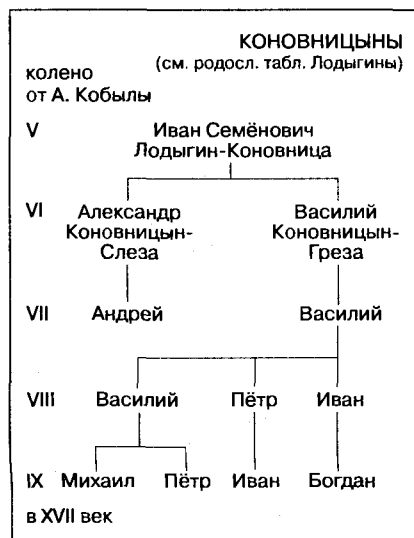 КОНОВНИЦЫНЫ
(см. родосл. табл. Лодыгины)
колено
от А. Кобылы
V Иван Семёнович
Лодыгин-Коновница
VI Александр Василий
Коновницын- Коновницын-
Слеза Греза
VII Андрей Василий
VIII Василий Пётр Иван
IX Михаил Пётр Иван Богдан
в XVII век